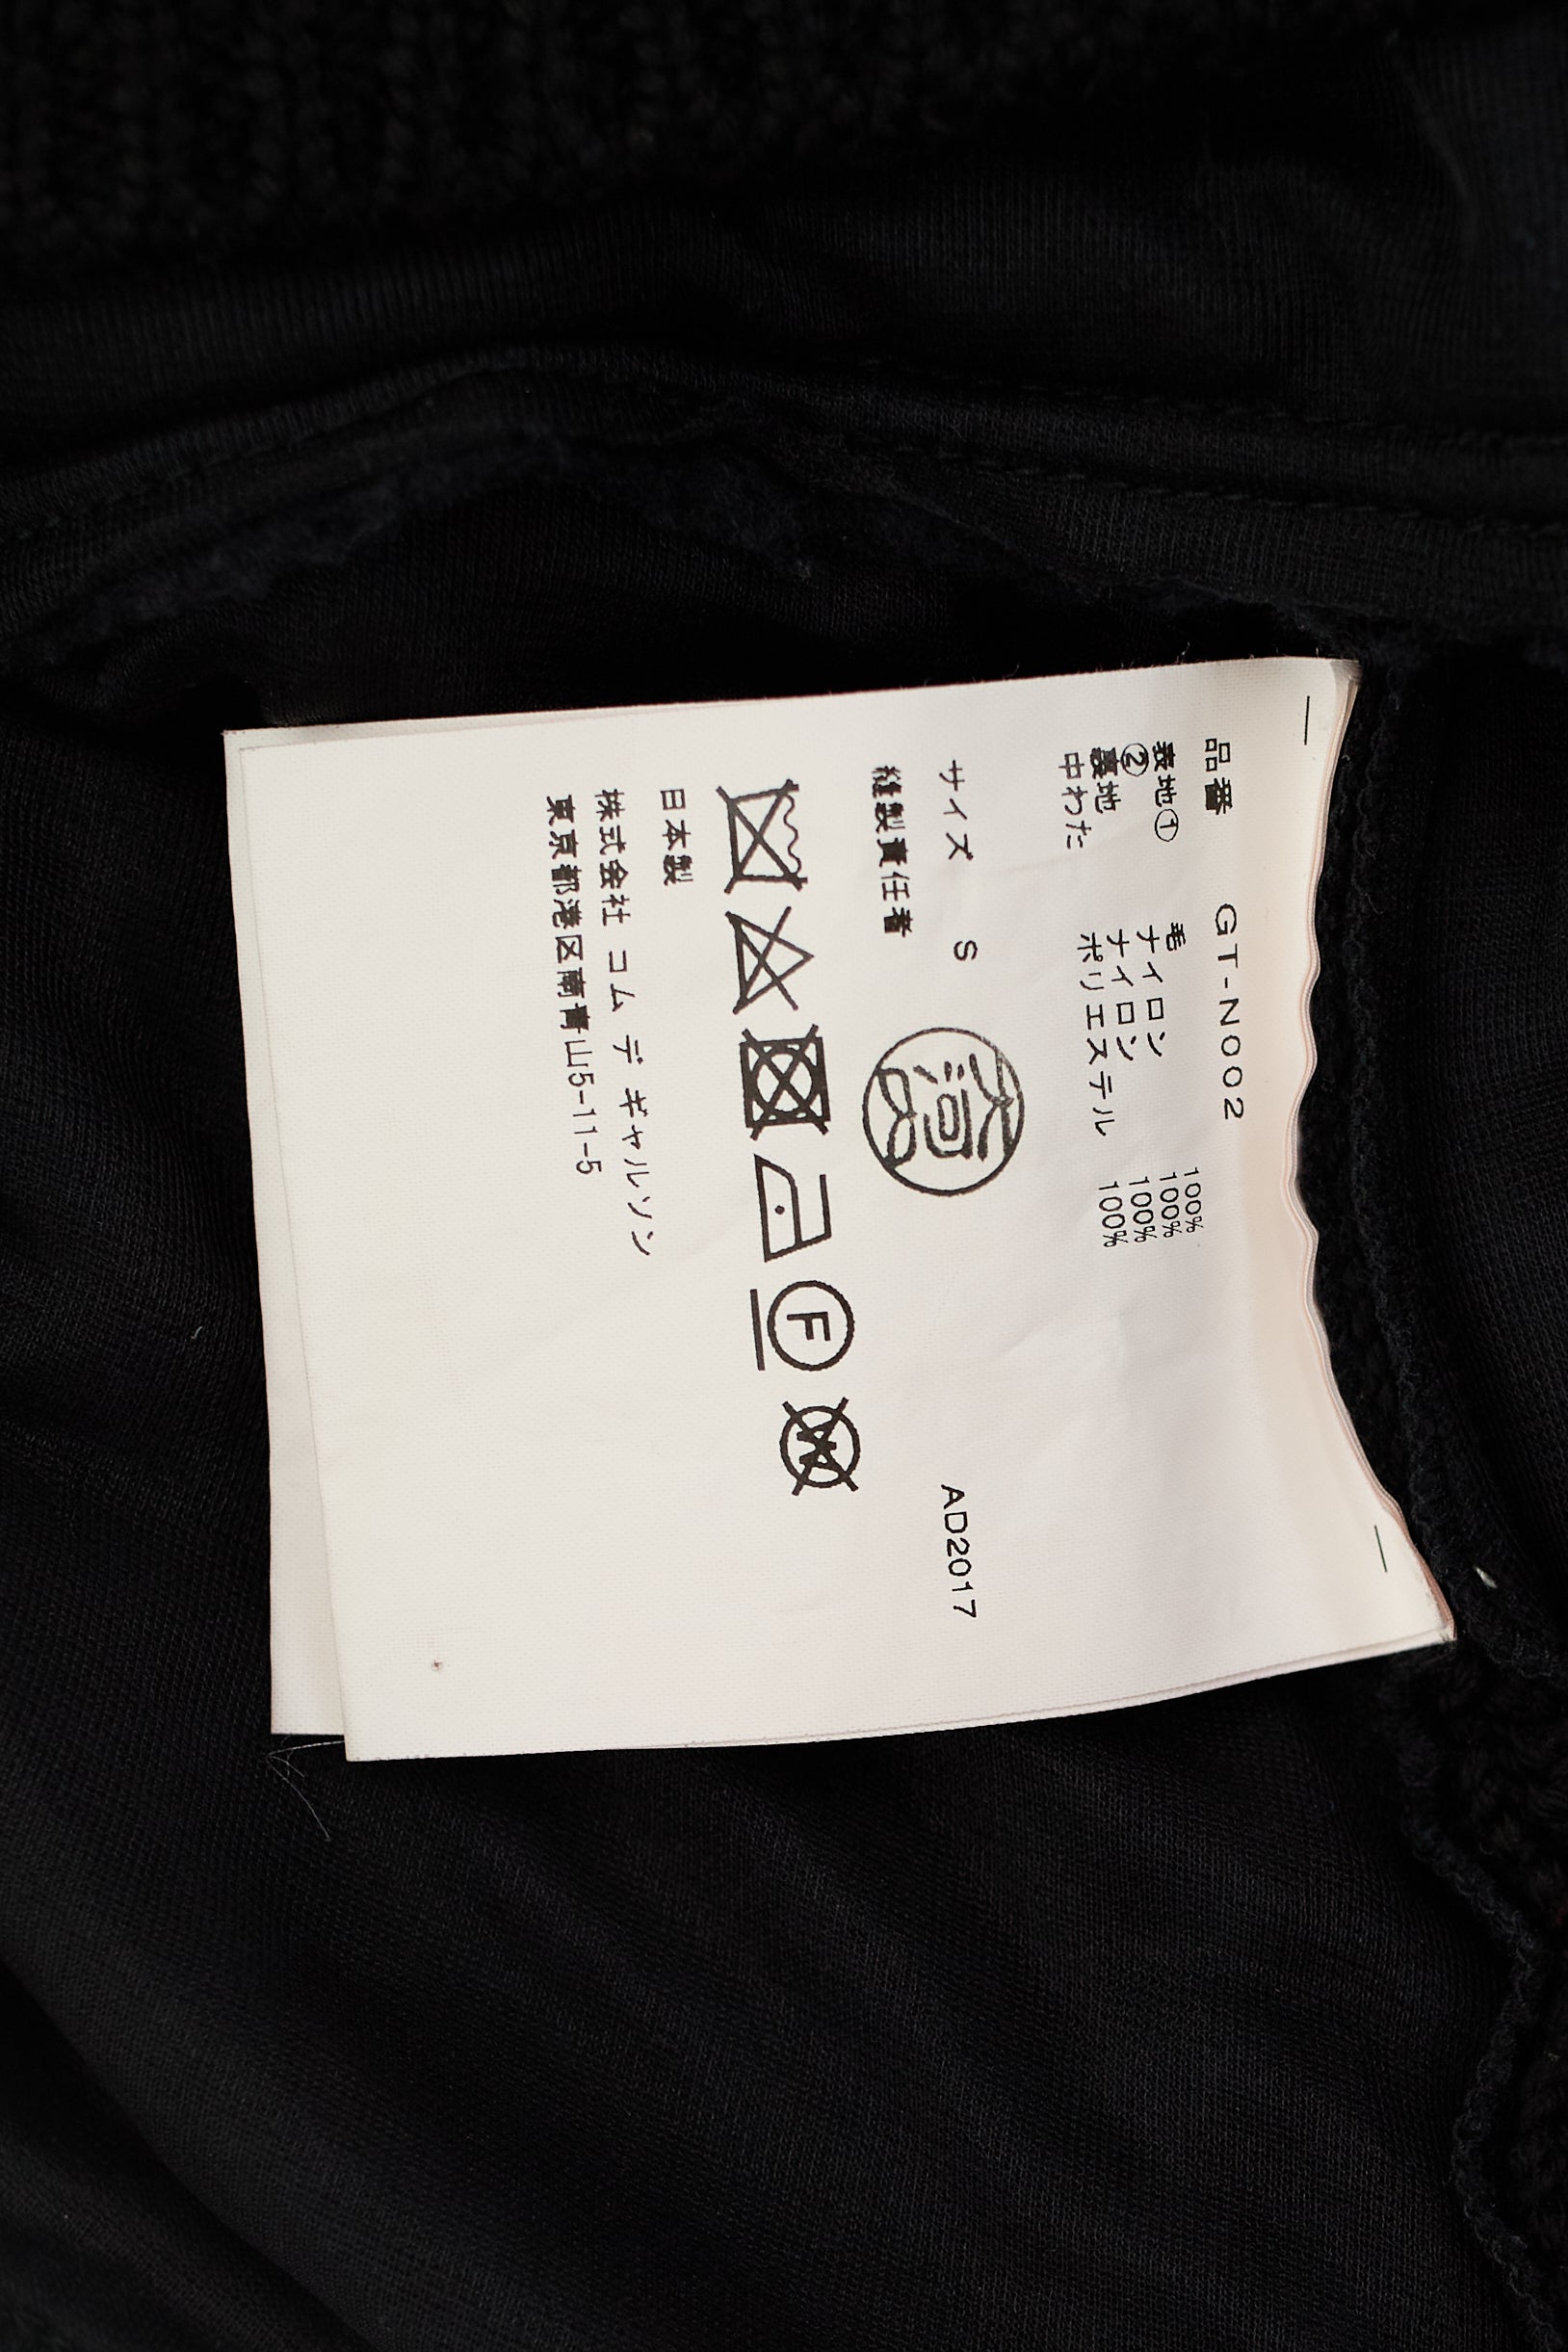 品番 GT-N002
表地① 毛 100%
② ナイロン 100%
裏地 ナイロン 100%
中わた ポリエステル 100%
サイズ S AD2017
縫製責任者
F W
日本製
株式会社 コム デ ギャルソン
東京都港区南青山5-11-5